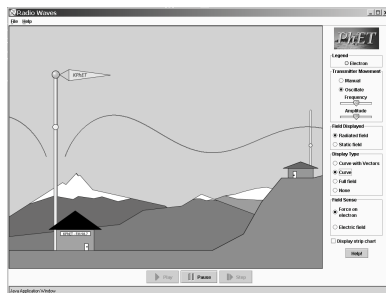 Radio Waves
File Help
KPhET
PhET
Legend
Electron
Transmitter Movement
Manual
Oscillate
Frequency
Amplitude
Field Displayed
Radiated field
Static field
Display Type
Curve with Vectors
Curve
Full field
None
Field Sense
Force on
electron
Electric field
Display strip chart
Help!
Play Pause Step
Java Application Window